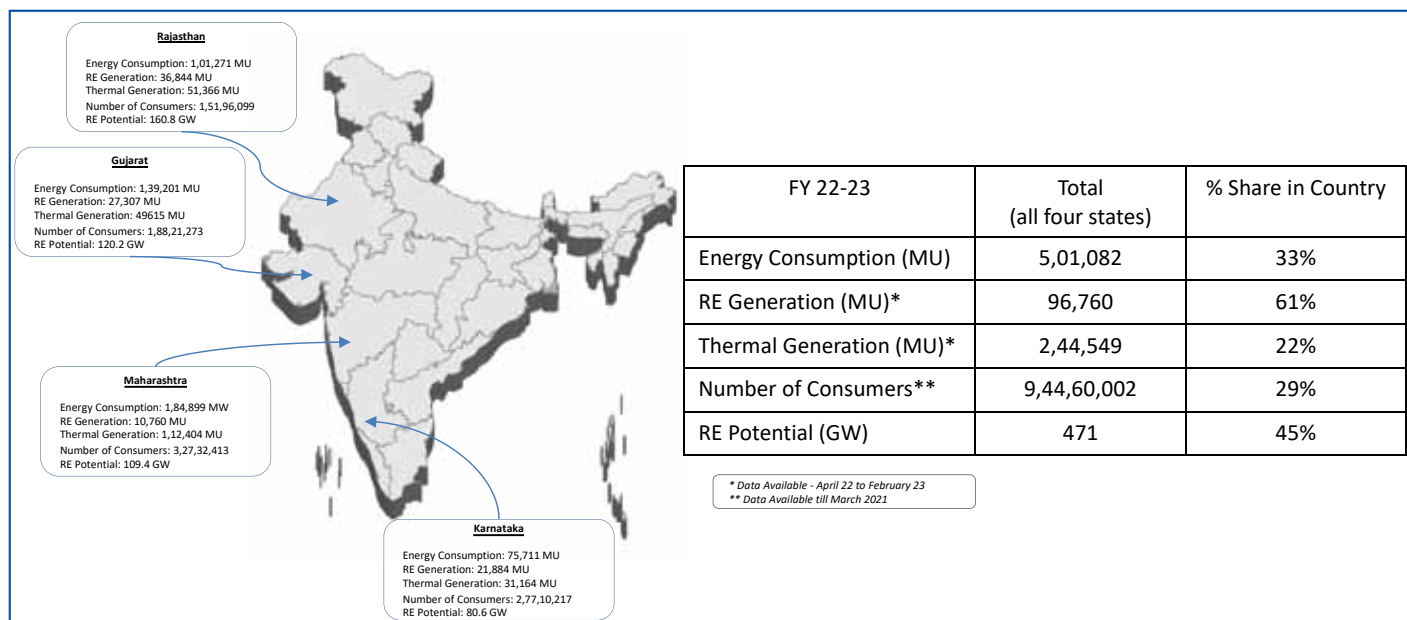 Rajasthan
Energy Consumption: 1,01,271 MU
RE Generation: 36,844 MU
Thermal Generation: 51,366 MU
Number of Consumers: 1,51,96,099
RE Potential: 160.8 GW
Gujarat
Energy Consumption: 1,39,201 MU
RE Generation: 27,307 MU
Thermal Generation: 49615 MU
Number of Consumers: 1,88,21,273
RE Potential: 120.2 GW
Maharashtra
Energy Consumption: 1,84,899 MW
RE Generation: 10,760 MU
Thermal Generation: 1,12,404 MU
Number of Consumers: 3,27,32,413
RE Potential: 109.4 GW
Karnataka
Energy Consumption: 75,711 MU
RE Generation: 21,884 MU
Thermal Generation: 31,164 MU
Number of Consumers: 2,77,10,217
RE Potential: 80.6 GW
FY 22-23 Total % Share in Country
(all four states)
Energy Consumption (MU) 5,01,082 33%
RE Generation (MU)* 96,760 61%
Thermal Generation (MU)* 2,44,549 22%
Number of Consumers** 9,44,60,002 29%
RE Potential (GW) 471 45%
* Data Available - April 22 to February 23
** Data Available till March 2021